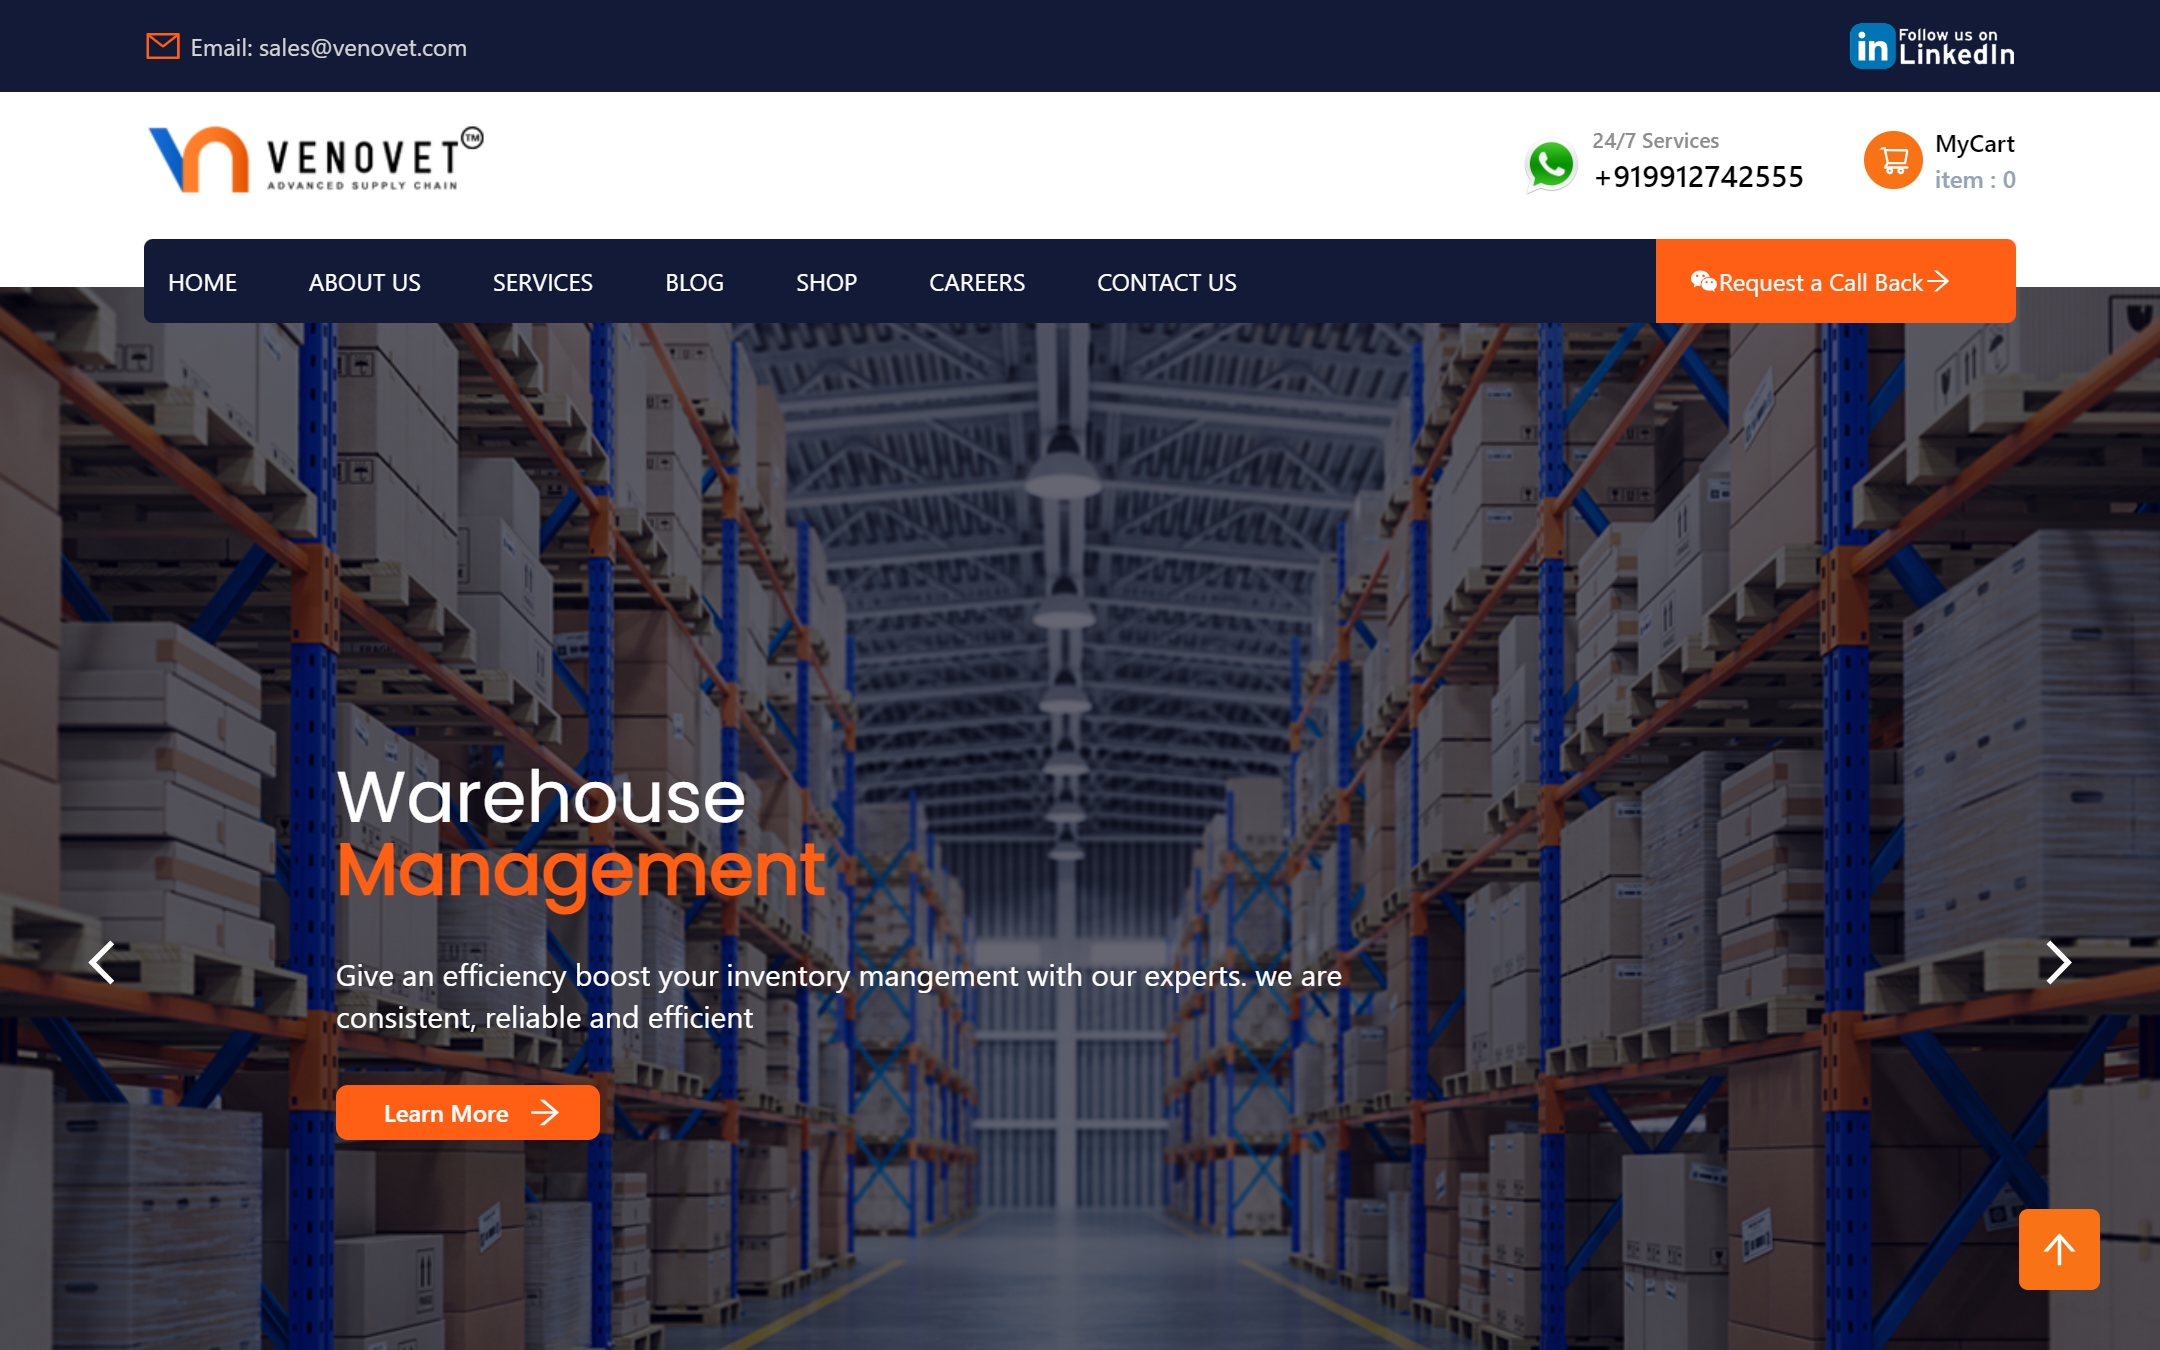 Email: sales@venovet.com
Follow us on
LinkedIn
VENOVET™
ADVANCED SUPPLY CHAIN
24/7 Services
+919912742555
MyCart
item : 0
HOME ABOUT US SERVICES BLOG SHOP CAREERS CONTACT US
Request a Call Back
Warehouse
Management
Give an efficiency boost your inventory mangement with our experts. we are
consistent, reliable and efficient
Learn More